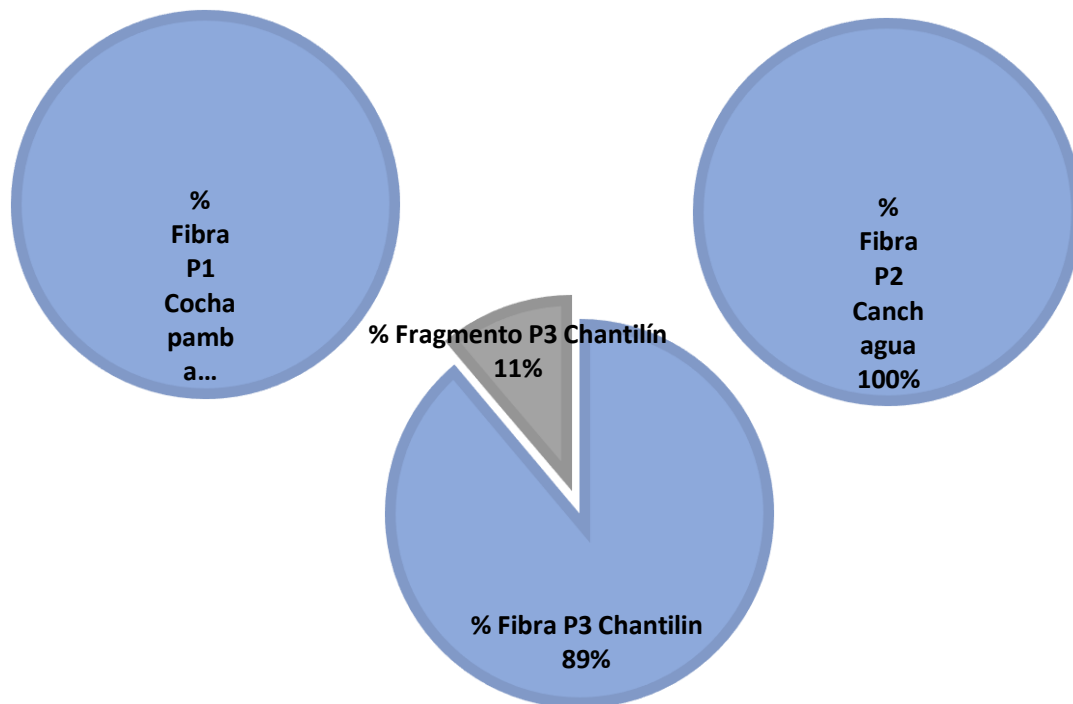 %
Fibra
P1
Cocha
pamb
a...
%
Fibra
P2
Canch
agua
100%
% Fragmento P3 Chantilín
11%
% Fibra P3 Chantilin
89%